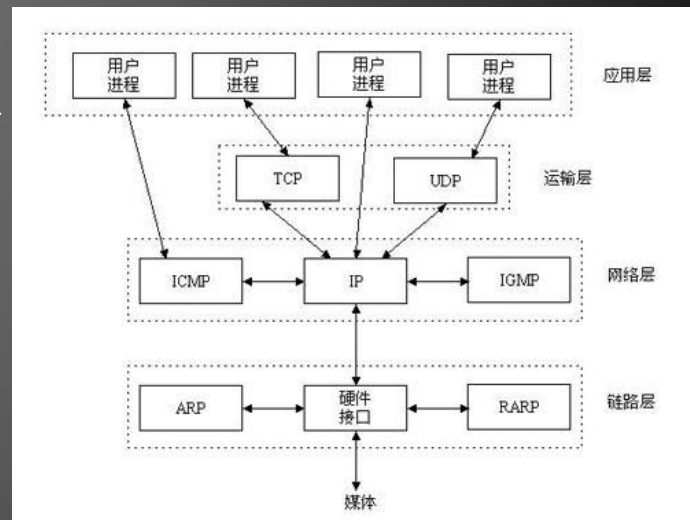 用户
进程
用户
进程
用户
进程
用户
进程
应用层
TCP
UDP
运输层
ICMP
IP
IGMP
网络层
ARP
硬件
接口
RARP
链路层
媒体